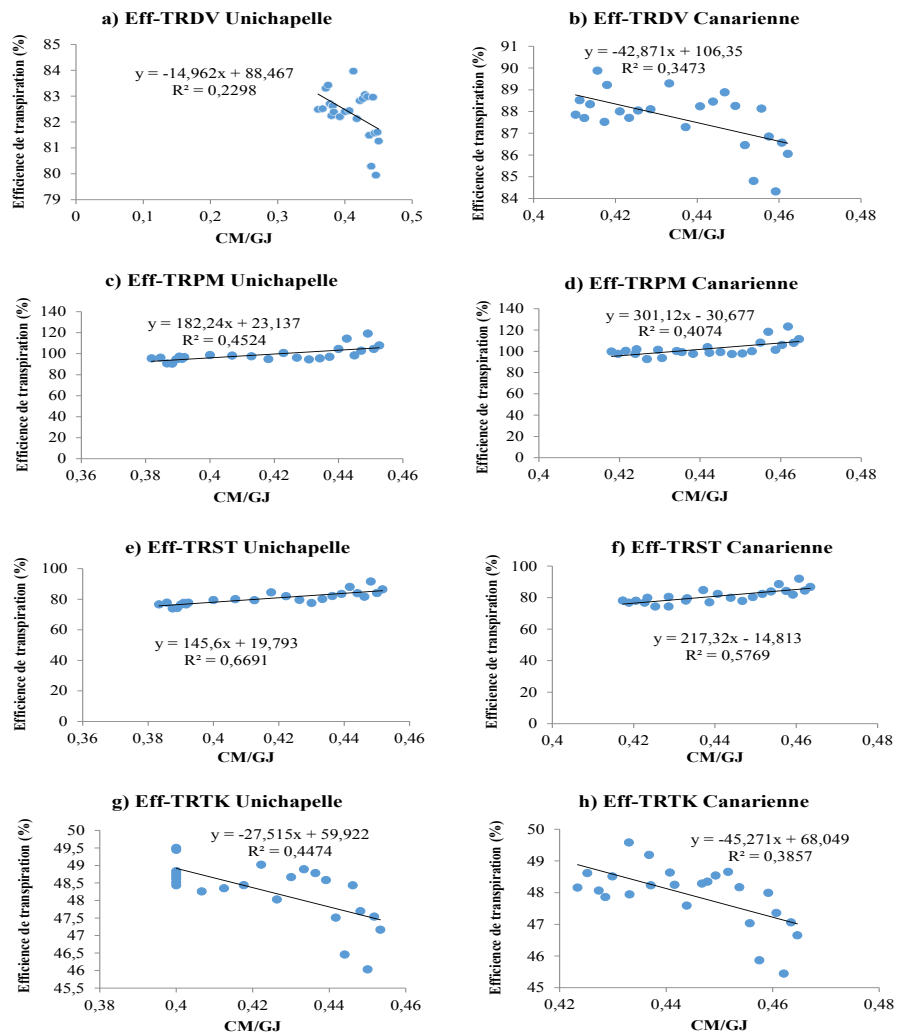 a) Eff-TRDV Unichapelle
Efficience de transpiration (%)
85
84
83
82
81
80
79
y = -14,962x + 88,467
R² = 0,2298
0
0,1
0,2
0,3
0,4
0,5
CM/GJ
b) Eff-TRDV Canarienne
Efficience de transpiration (%)
91
90
89
88
87
86
85
84
y = -42,871x + 106,35
R² = 0,3473
0,4
0,42
0,44
0,46
0,48
CM/GJ
c) Eff-TRPM Unichapelle
Efficience de transpiration (%)
140
120
100
80
60
40
20
0
y = 182,24x + 23,137
R² = 0,4524
0,36
0,38
0,4
0,42
0,44
0,46
CM/GJ
d) Eff-TRPM Canarienne
Efficience de transpiration (%)
140
120
100
80
60
40
20
0
y = 301,12x - 30,677
R² = 0,4074
0,4
0,42
0,44
0,46
0,48
CM/GJ
e) Eff-TRST Unichapelle
Efficience de transpiration (%)
100
80
60
40
20
0
y = 145,6x + 19,793
R² = 0,6691
0,36
0,38
0,4
0,42
0,44
0,46
CM/GJ
f) Eff-TRST Canarienne
Efficience de transpiration (%)
100
80
60
40
20
0
y = 217,32x - 14,813
R² = 0,5769
0,4
0,42
0,44
0,46
0,48
CM/GJ
g) Eff-TRTK Unichapelle
Efficience de transpiration (%)
50
49,5
49
48,5
48
47,5
47
46,5
46
45,5
y = -27,515x + 59,922
R² = 0,4474
0,38
0,4
0,42
0,44
0,46
CM/GJ
h) Eff-TRTK Canarienne
Efficience de transpiration (%)
50
49
48
47
46
45
y = -45,271x + 68,049
R² = 0,3857
0,42
0,44
0,46
0,48
CM/GJ